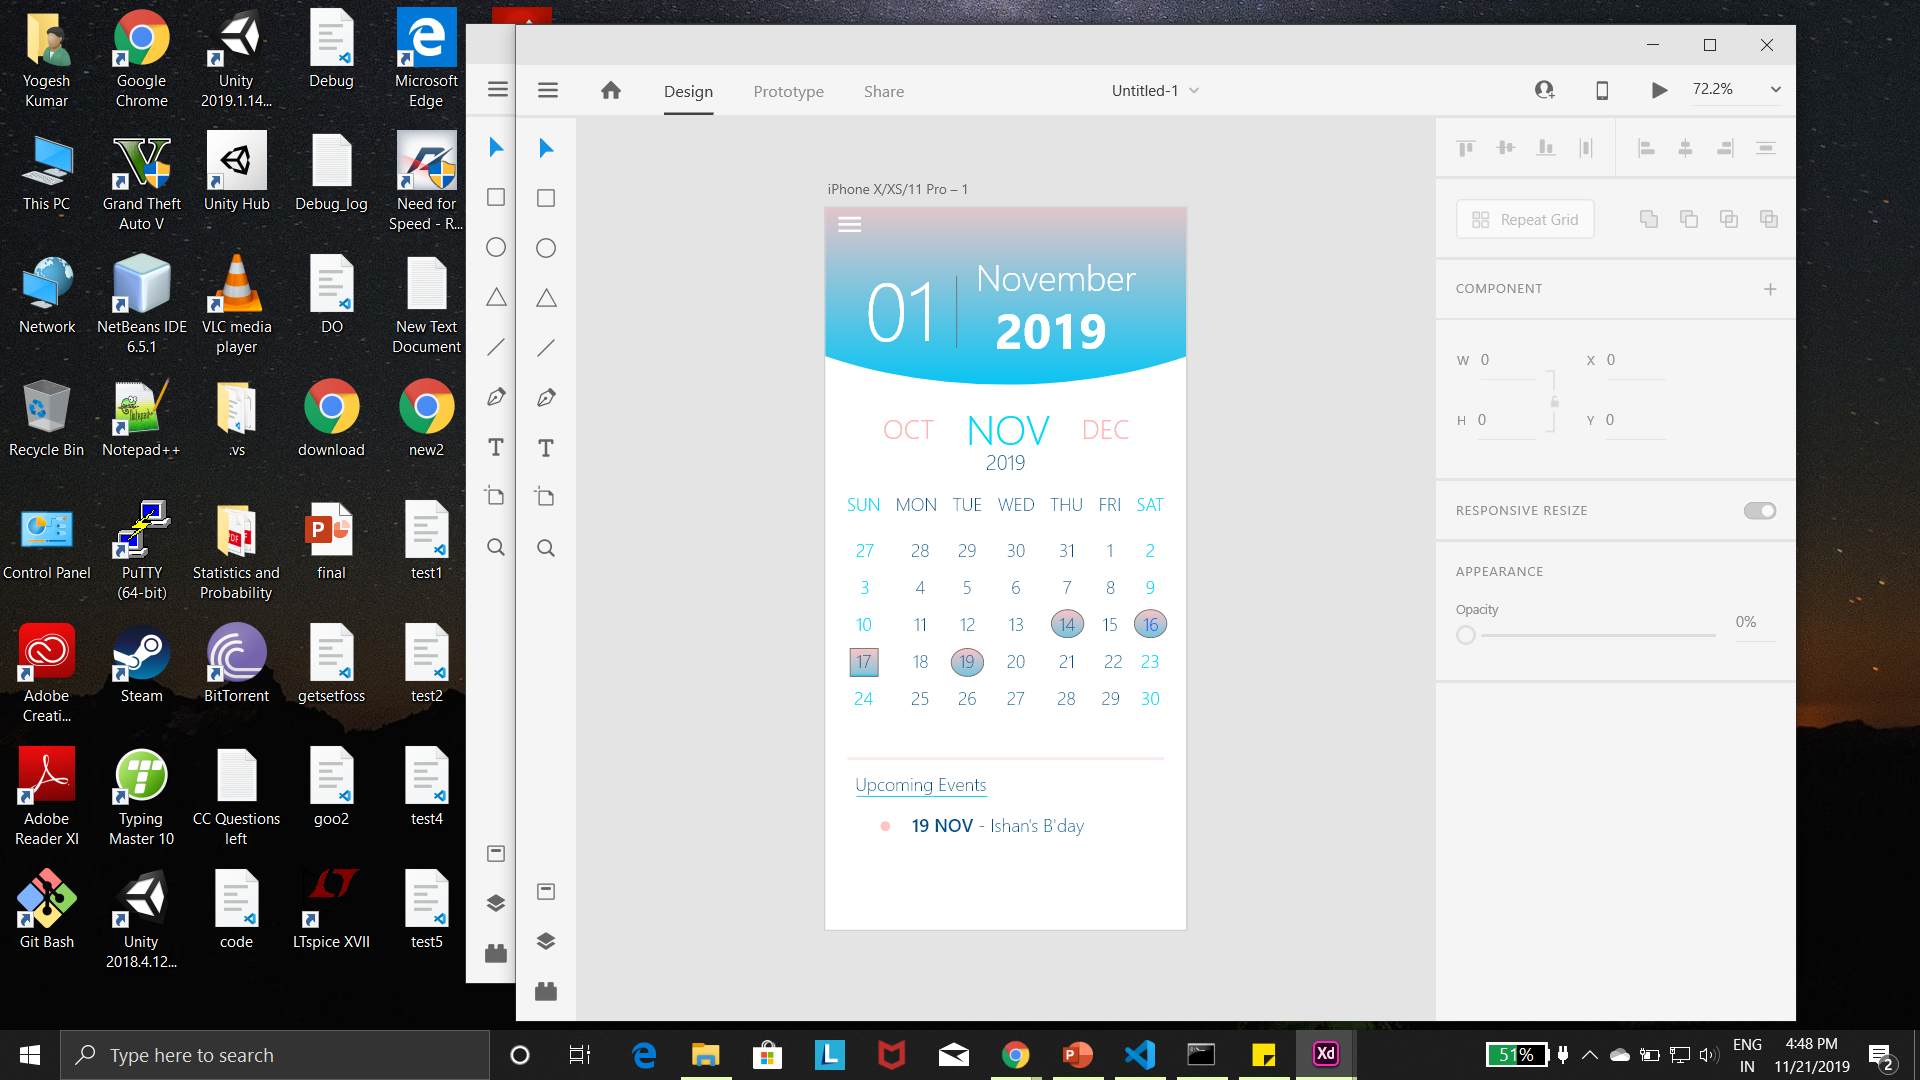 Yogesh Kumar
Google Chrome
Unity 2019.1.14...
Debug
Microsoft Edge
This PC
Grand Theft Auto V
Unity Hub
Debug_log
Need for Speed - R...
Network
NetBeans IDE 6.5.1
VLC media player
DO
New Text Document
Recycle Bin
Notepad++
.vs
download
new2
Control Panel
PuTTY (64-bit)
Statistics and Probability
final
test1
Adobe Creati...
Steam
BitTorrent
getsetfoss
test2
Adobe Reader XI
Typing Master 10
CC Questions left
goo2
test4
Git Bash
Unity 2018.4.12...
code
LTspice XVII
test5
Design Prototype Share
Untitled-1
72.2%
iPhone X/XS/11 Pro – 1
01
November
2019
OCT NOV DEC
2019
SUN MON TUE WED THU FRI SAT
27 28 29 30 31 1 2
3 4 5 6 7 8 9
10 11 12 13 14 15 16
17 18 19 20 21 22 23
24 25 26 27 28 29 30
Upcoming Events
19 NOV - Ishan's B'day
Repeat Grid
COMPONENT
W 0 X 0
H 0 Y 0
RESPONSIVE RESIZE
APPEARANCE
Opacity
0%
Type here to search
Xd
51%
ENG
IN
4:48 PM
11/21/2019
2